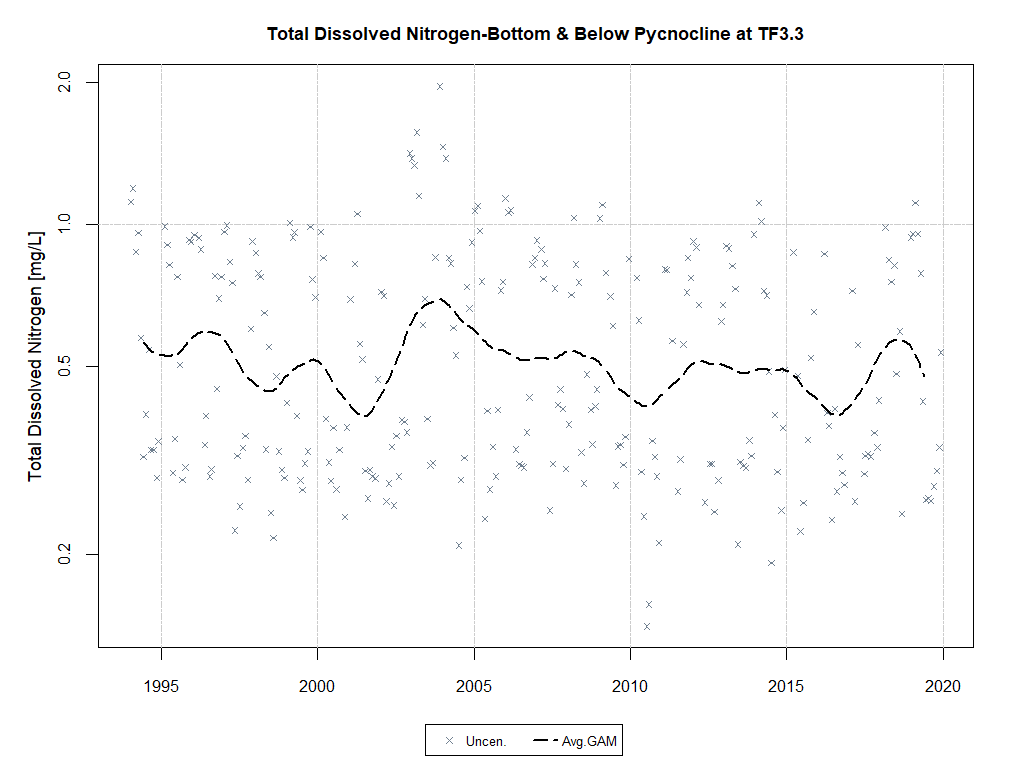 Total Dissolved Nitrogen-Bottom & Below Pycnocline at TF3.3
Total Dissolved Nitrogen [mg/L]
2.0
1.0
0.5
0.2
1995 2000 2005 2010 2015 2020
Uncen. Avg.GAM